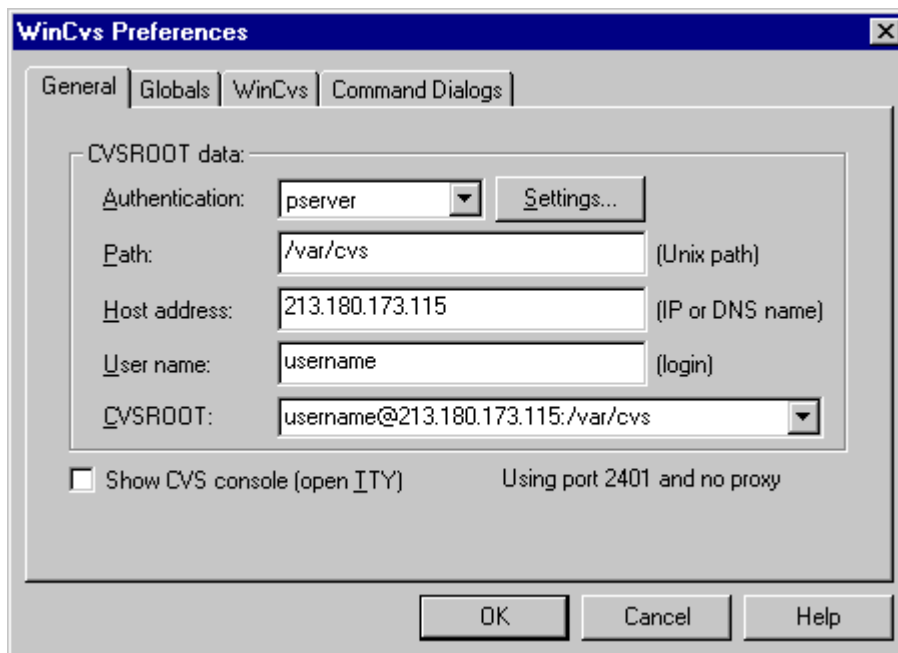 WinCvs Preferences
General Globals WinCvs Command Dialogs
CVSROOT data:
Authentication: pserver Settings...
Path: /var/cvs (Unix path)
Host address: 213.180.173.115 (IP or DNS name)
User name: username (login)
CVSROOT: username@213.180.173.115:/var/cvs
Show CVS console (open TTY) Using port 2401 and no proxy
OK Cancel Help